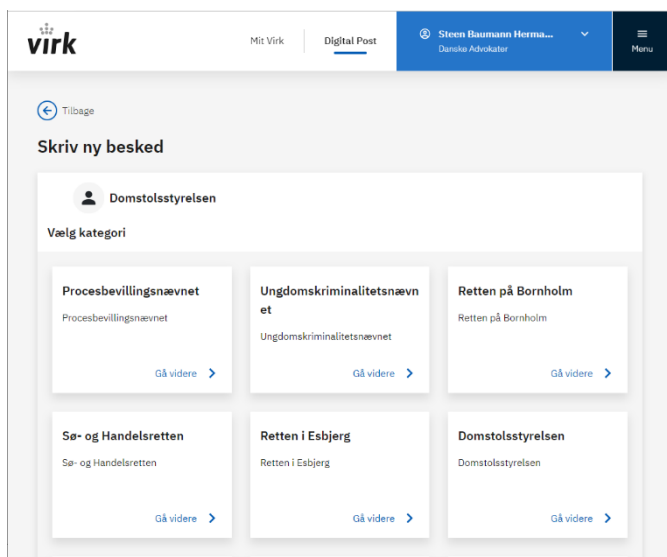 virk
Mit Virk
Digital Post
Steen Baumann Herma...
Danske Advokater
Menu
Tilbage
Skriv ny besked
Domstolsstyrelsen
Vælg kategori
Procesbevillingsnævnet
Procesbevillingsnævnet
Gå videre
Ungdomskriminalitetsnævn
et
Ungdomskriminalitetsnævnet
Gå videre
Retten på Bornholm
Retten på Bornholm
Gå videre
Sø- og Handelsretten
Sø- og Handelsretten
Gå videre
Retten i Esbjerg
Retten i Esbjerg
Gå videre
Domstolsstyrelsen
Domstolsstyrelsen
Gå videre